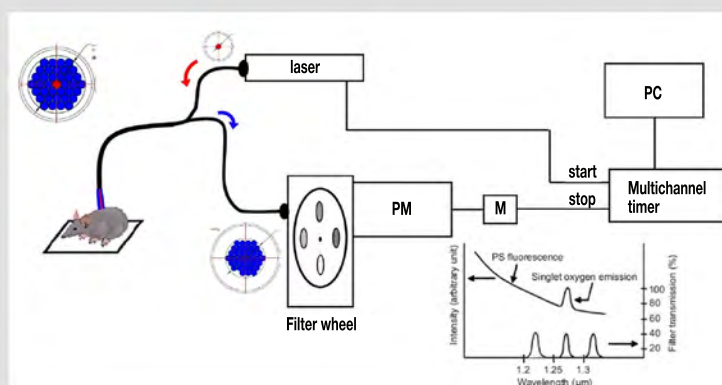 laser
PC
start
stop
Multichannel
timer
PM
M
Filter wheel
Intensity (arbitrary unit)
PS fluorescence
Singlet oxygen emission
Filter transmission (%)
100
80
60
40
20
1.2
1.25
1.3
Wavelength (μm)